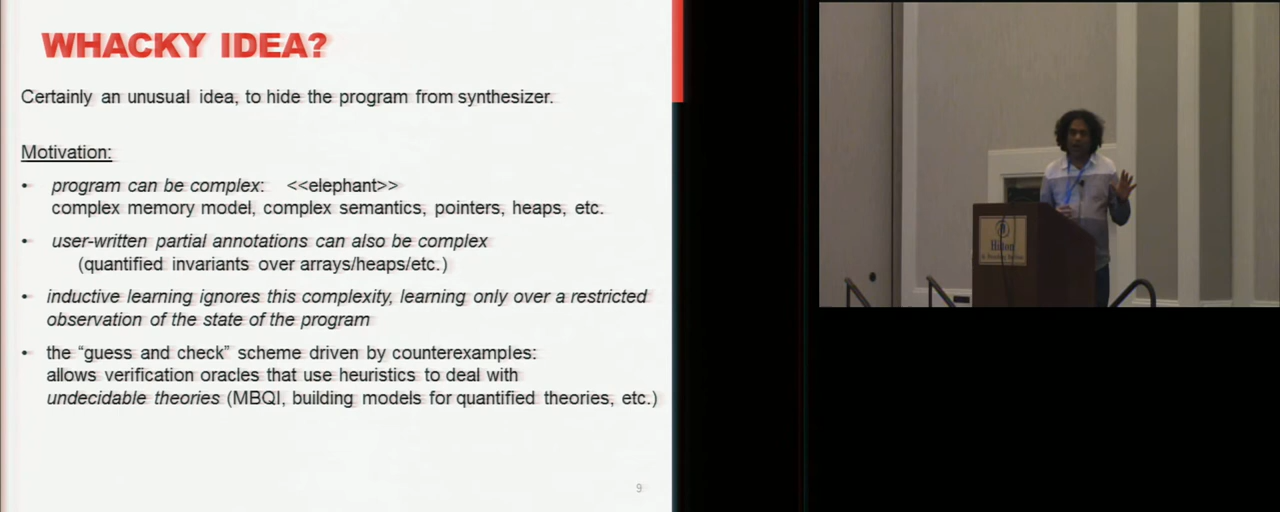 WHACKY IDEA?
Certainly an unusual idea, to hide the program from synthesizer.
Motivation:
• program can be complex: <<elephant>>
complex memory model, complex semantics, pointers, heaps, etc.
• user-written partial annotations can also be complex
(quantified invariants over arrays/heaps/etc.)
• inductive learning ignores this complexity, learning only over a restricted
observation of the state of the program
• the “guess and check” scheme driven by counterexamples:
allows verification oracles that use heuristics to deal with
undecidable theories (MBQI, building models for quantified theories, etc.)
9
Hilton